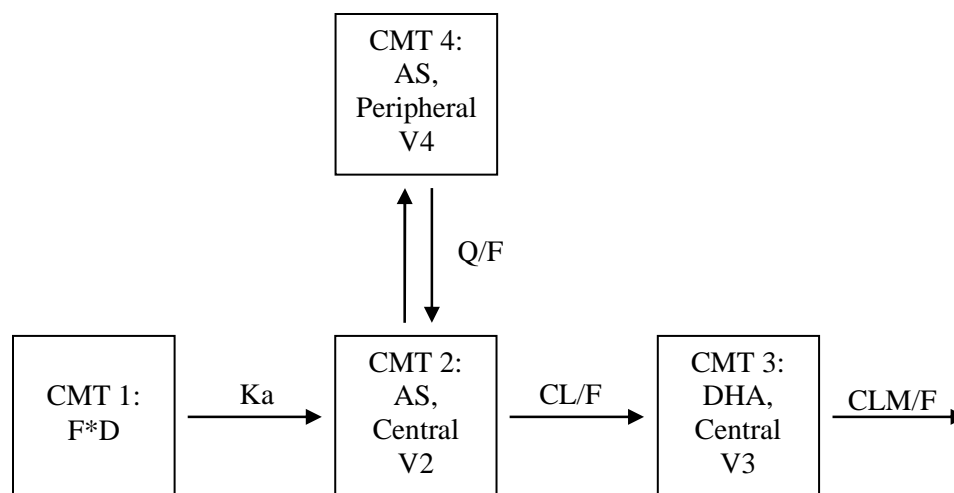 CMT 4:
AS,
Peripheral
V4
Q/F
CMT 1:
F*D
Ka
CMT 2:
AS,
Central
V2
CL/F
CMT 3:
DHA,
Central
V3
CLM/F